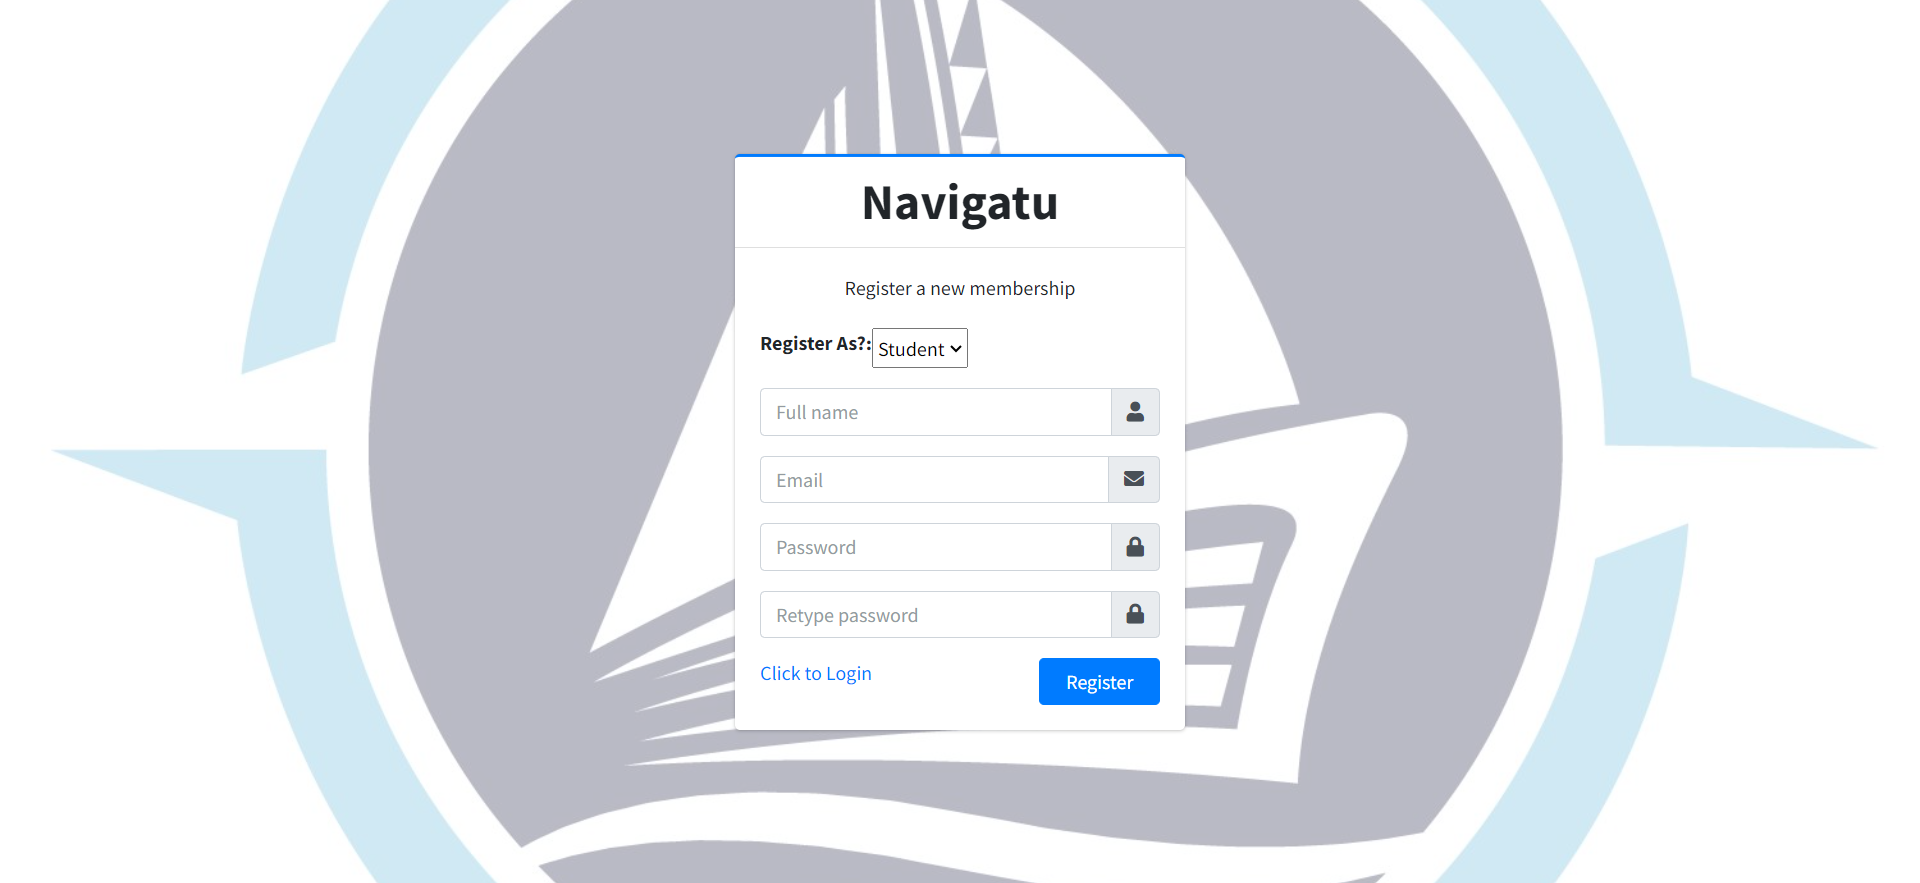 Navigatu
Register a new membership
Register As?: Student
Full name
Email
Password
Retype password
Click to Login Register